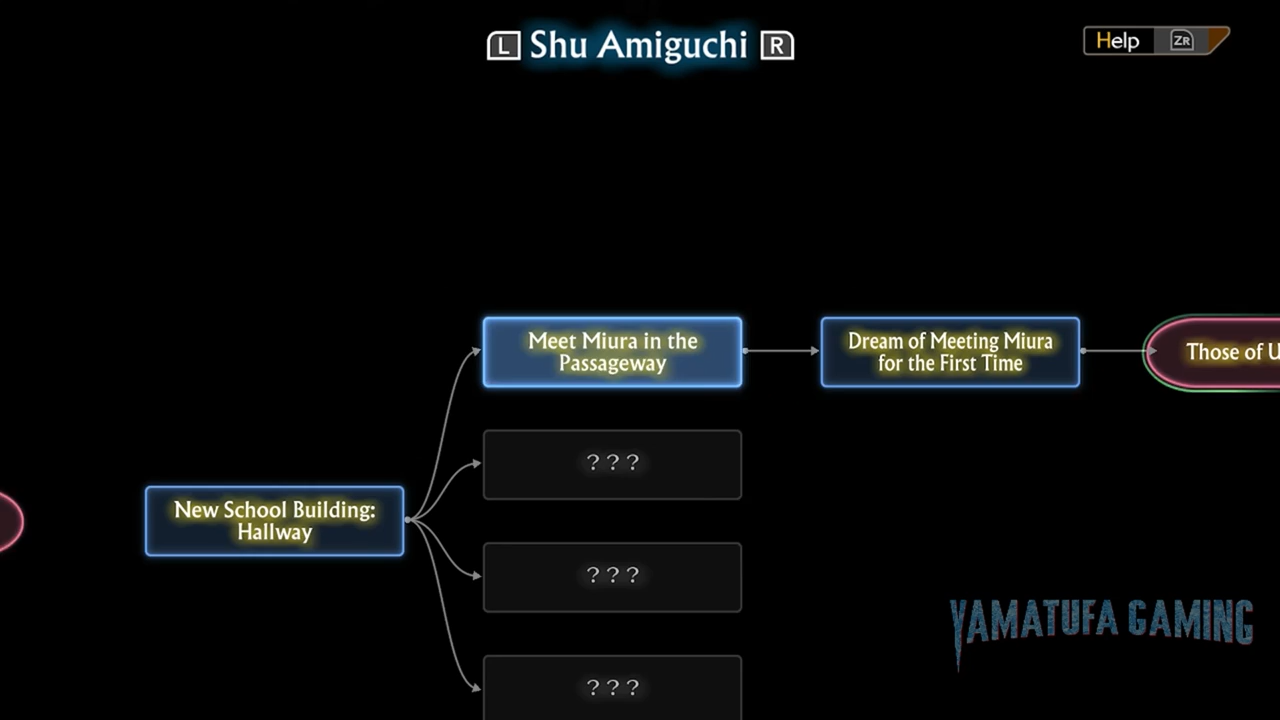 L Shu Amiguchi R
Help ZR
Meet Miura in the
Passageway
Dream of Meeting Miura
for the First Time
Those of U
???
New School Building:
Hallway
???
???
YAMATUFA GAMING